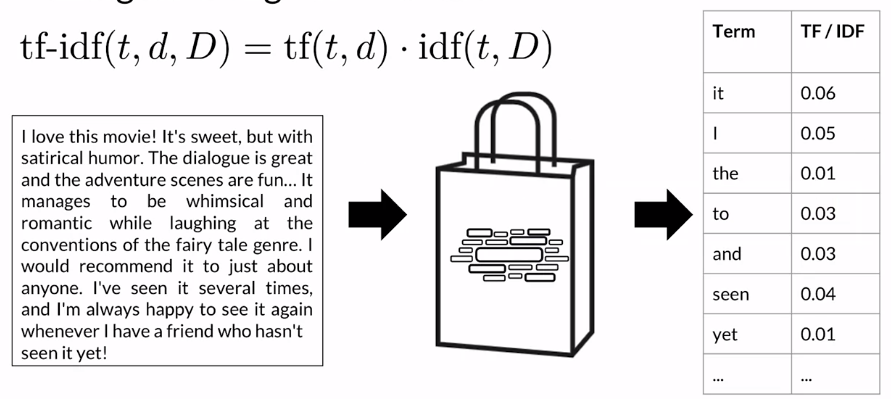 tf-idf(t, d, D) = tf(t, d) · idf(t, D)
I love this movie! It's sweet, but with
satirical humor. The dialogue is great
and the adventure scenes are fun... It
manages to be whimsical and
romantic while laughing at the
conventions of the fairy tale genre. I
would recommend it to just about
anyone. I've seen it several times,
and I'm always happy to see it again
whenever I have a friend who hasn't
seen it yet!
Term TF / IDF
it 0.06
I 0.05
the 0.01
to 0.03
and 0.03
seen 0.04
yet 0.01
... ...